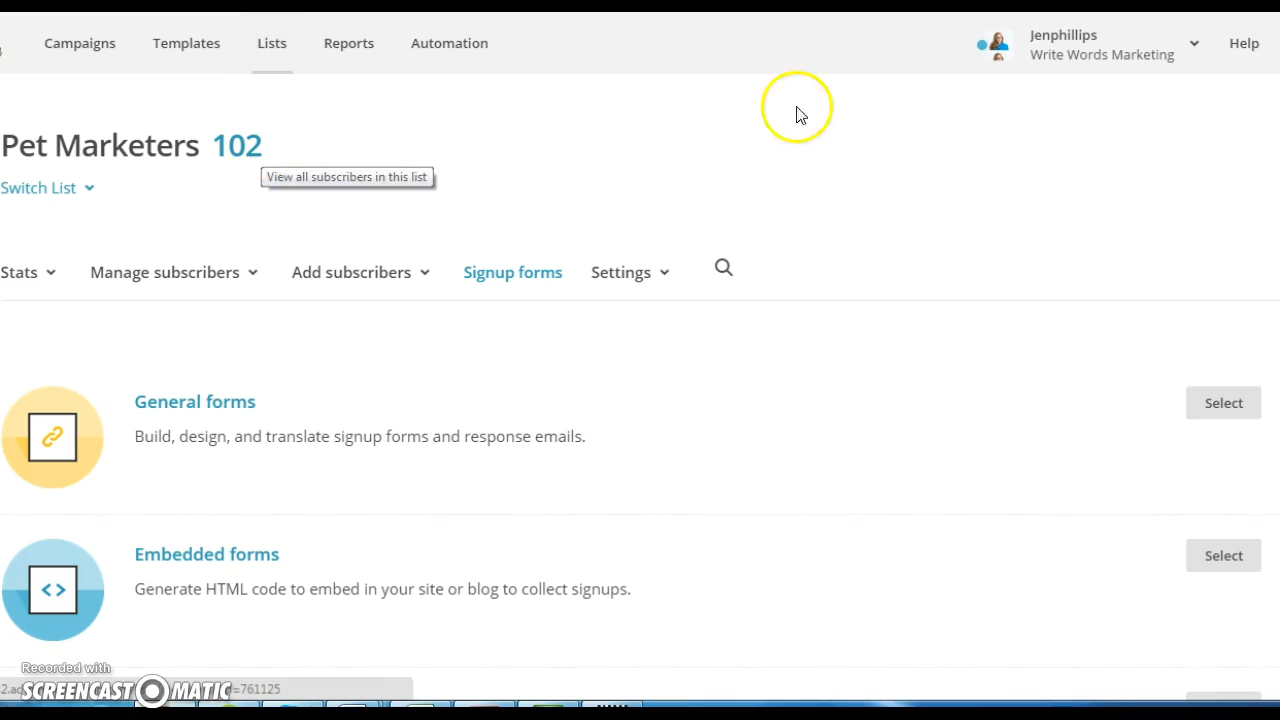 Campaigns Templates Lists Reports Automation Jenphillips Help
Write Words Marketing
Pet Marketers 102
View all subscribers in this list
Switch List
Stats Manage subscribers Add subscribers Signup forms Settings
General forms
Select
Build, design, and translate signup forms and response emails.
Embedded forms
Select
Generate HTML code to embed in your site or blog to collect signups.
Recorded with
SCREENCAST MATIC
=761125